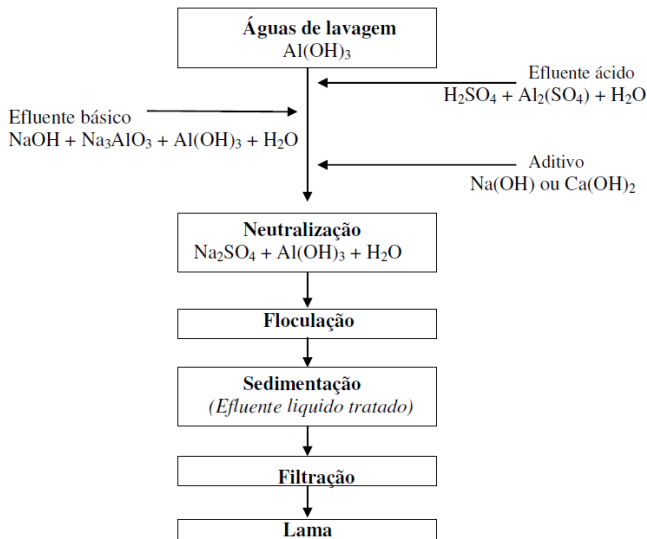 Águas de lavagem
Al(OH)₃
Efluente ácido
H₂SO₄ + Al₂(SO₄) + H₂O
Efluente básico
NaOH + Na₃AlO₃ + Al(OH)₃ + H₂O
Aditivo
Na(OH) ou Ca(OH)₂
Neutralização
Na₂SO₄ + Al(OH)₃ + H₂O
Floculação
Sedimentação
(Efluente liquido tratado)
Filtração
Lama